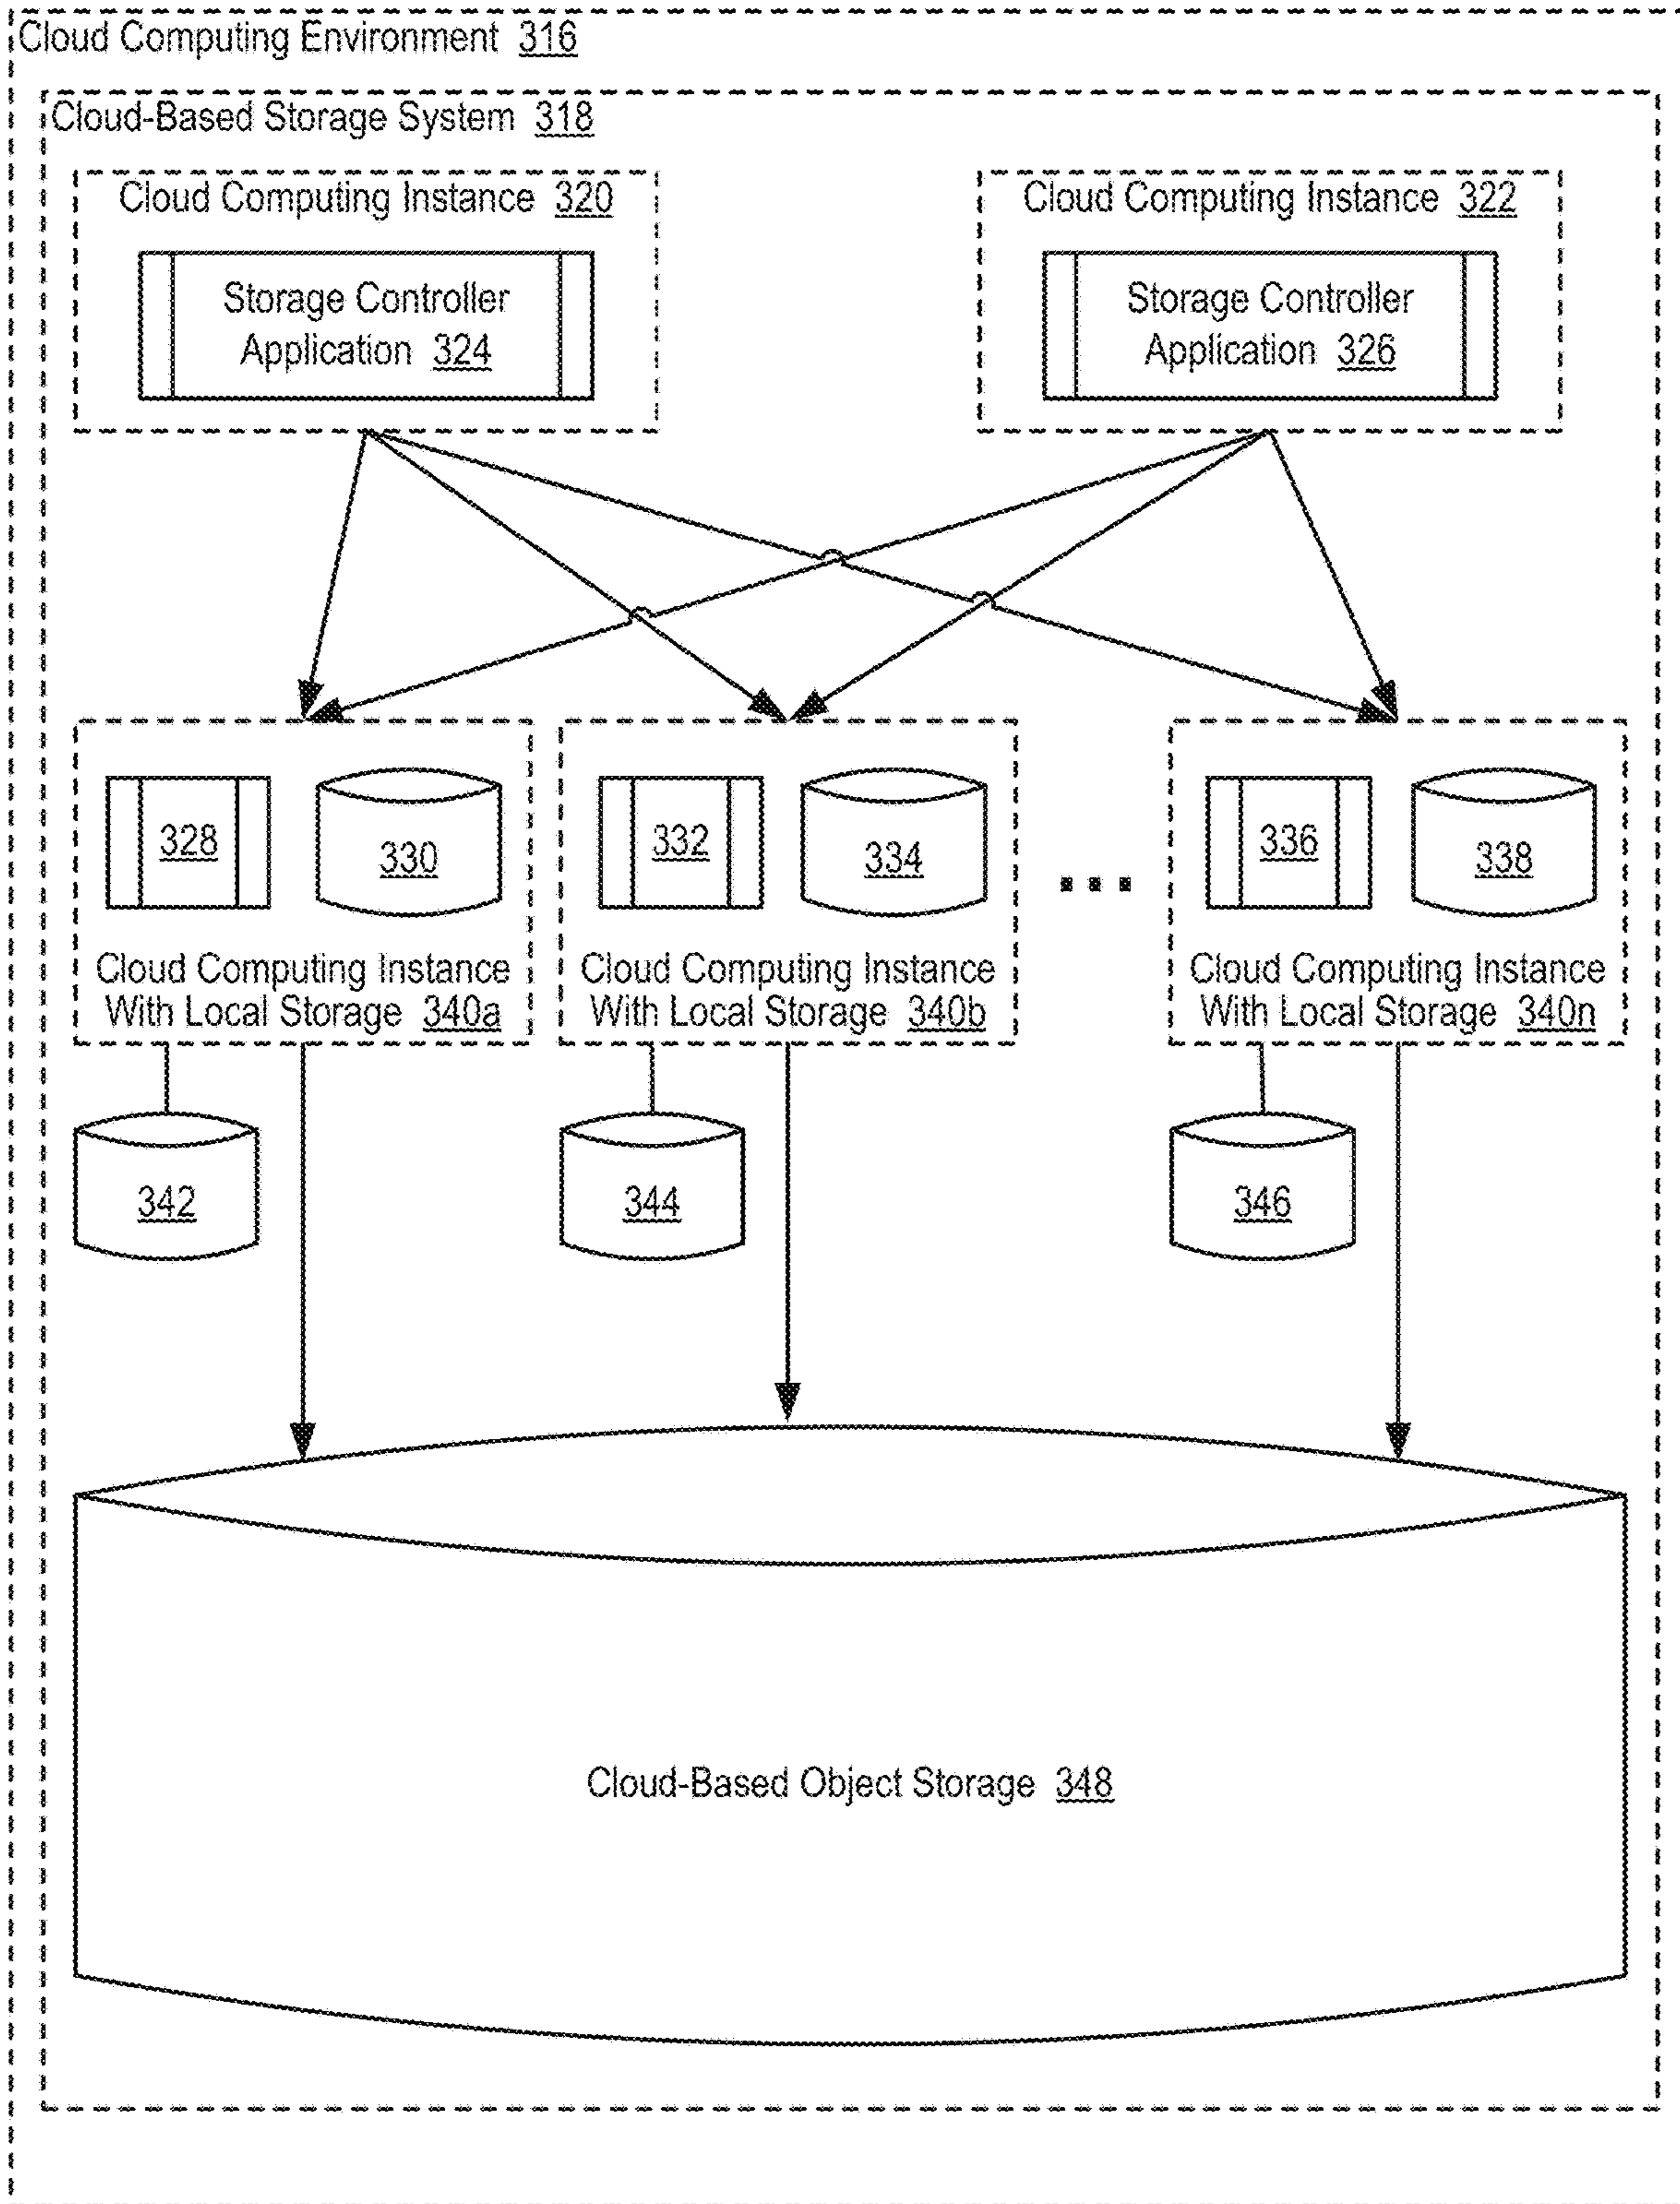 Cloud Computing Environment 316
Cloud-Based Storage System 318
Cloud Computing Instance 320
Storage Controller
Application 324
Cloud Computing Instance 322
Storage Controller
Application 326
328
330
Cloud Computing Instance
With Local Storage 340a
332
334
Cloud Computing Instance
With Local Storage 340b
...
336
338
Cloud Computing Instance
With Local Storage 340n
342
344
346
Cloud-Based Object Storage 348